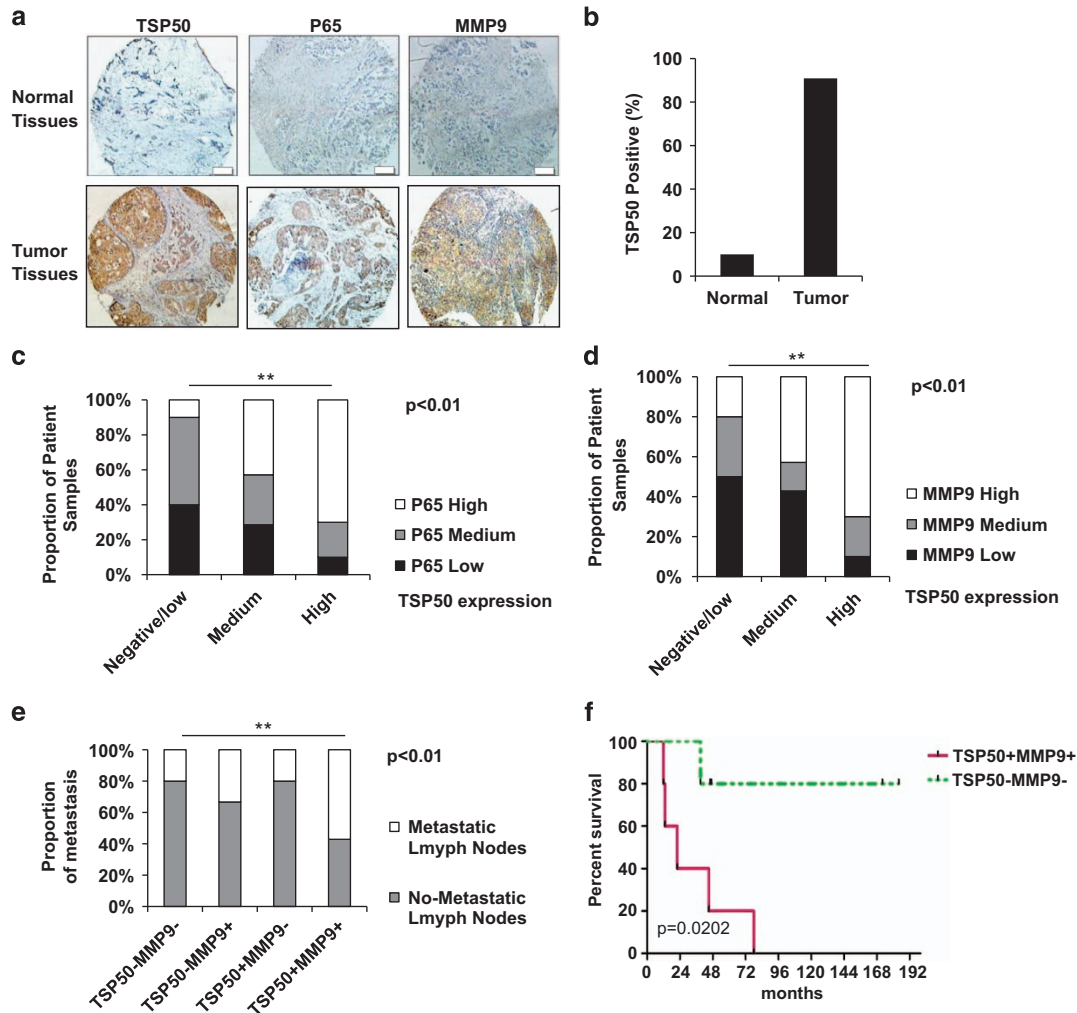 a
TSP50 P65 MMP9
Normal
Tissues
Tumor
Tissues
b
TSP50 Positive (%)
100
80
60
40
20
0
Normal Tumor
c
**
p<0.01
Proportion of Patient
Samples
100%
80%
60%
40%
20%
0%
P65 High
P65 Medium
P65 Low
Negative/low Medium High
TSP50 expression
d
**
p<0.01
Proportion of Patient
Samples
100%
80%
60%
40%
20%
0%
MMP9 High
MMP9 Medium
MMP9 Low
Negative/low Medium High
TSP50 expression
e
**
p<0.01
Proportion
of metastasis
100%
80%
60%
40%
20%
0%
Metastatic
Lmyph Nodes
No-Metastatic
Lmyph Nodes
TSP50-MMP9- TSP50-MMP9+ TSP50+MMP9- TSP50+MMP9+
f
Percent survival
100
80
60
40
20
0
TSP50+MMP9+
TSP50-MMP9-
p=0.0202
0 24 48 72 96 120 144 168 192
months